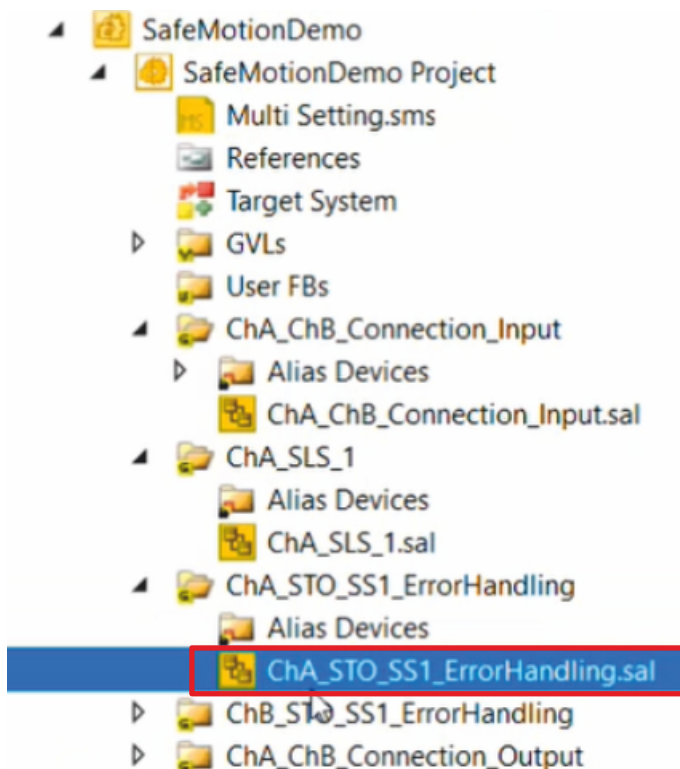 SafeMotionDemo
SafeMotionDemo Project
Multi Setting.sms
References
Target System
GVLs
User FBs
ChA_ChB_Connection_Input
Alias Devices
ChA_ChB_Connection_Input.sal
ChA_SLS_1
Alias Devices
ChA_SLS_1.sal
ChA_STO_SS1_ErrorHandling
Alias Devices
ChA_STO_SS1_ErrorHandling.sal
ChB_STO_SS1_ErrorHandling
ChA_ChB_Connection_Output